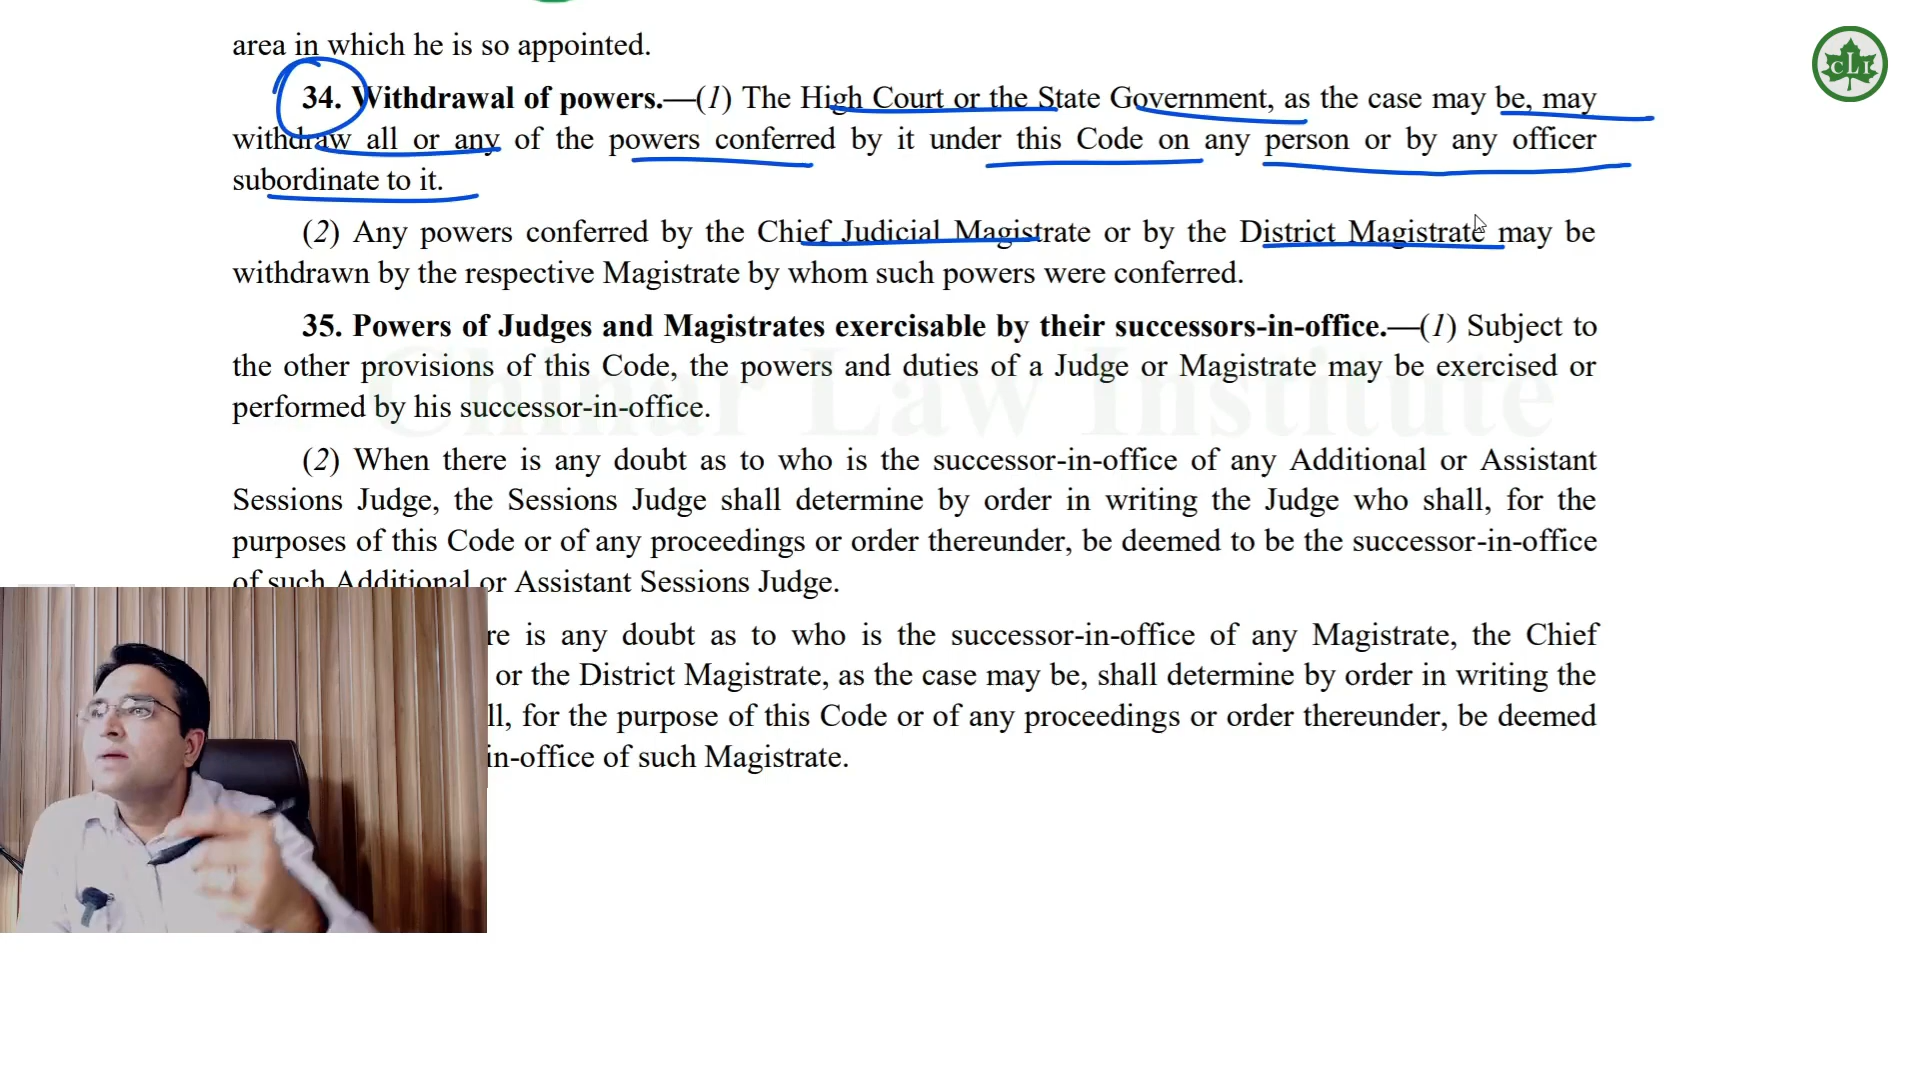 area in which he is so appointed.
34. Withdrawal of powers.—(1) The High Court or the State Government, as the case may be, may
withdraw all or any of the powers conferred by it under this Code on any person or by any officer
subordinate to it.
(2) Any powers conferred by the Chief Judicial Magistrate or by the District Magistrate may be
withdrawn by the respective Magistrate by whom such powers were conferred.
35. Powers of Judges and Magistrates exercisable by their successors-in-office.—(1) Subject to
the other provisions of this Code, the powers and duties of a Judge or Magistrate may be exercised or
performed by his successor-in-office.
(2) When there is any doubt as to who is the successor-in-office of any Additional or Assistant
Sessions Judge, the Sessions Judge shall determine by order in writing the Judge who shall, for the
purposes of this Code or of any proceedings or order thereunder, be deemed to be the successor-in-office
of such Additional or Assistant Sessions Judge.
is any doubt as to who is the successor-in-office of any Magistrate, the Chief
or the District Magistrate, as the case may be, shall determine by order in writing the
for the purpose of this Code or of any proceedings or order thereunder, be deemed
in-office of such Magistrate.
Chinar Law Institute
CLI